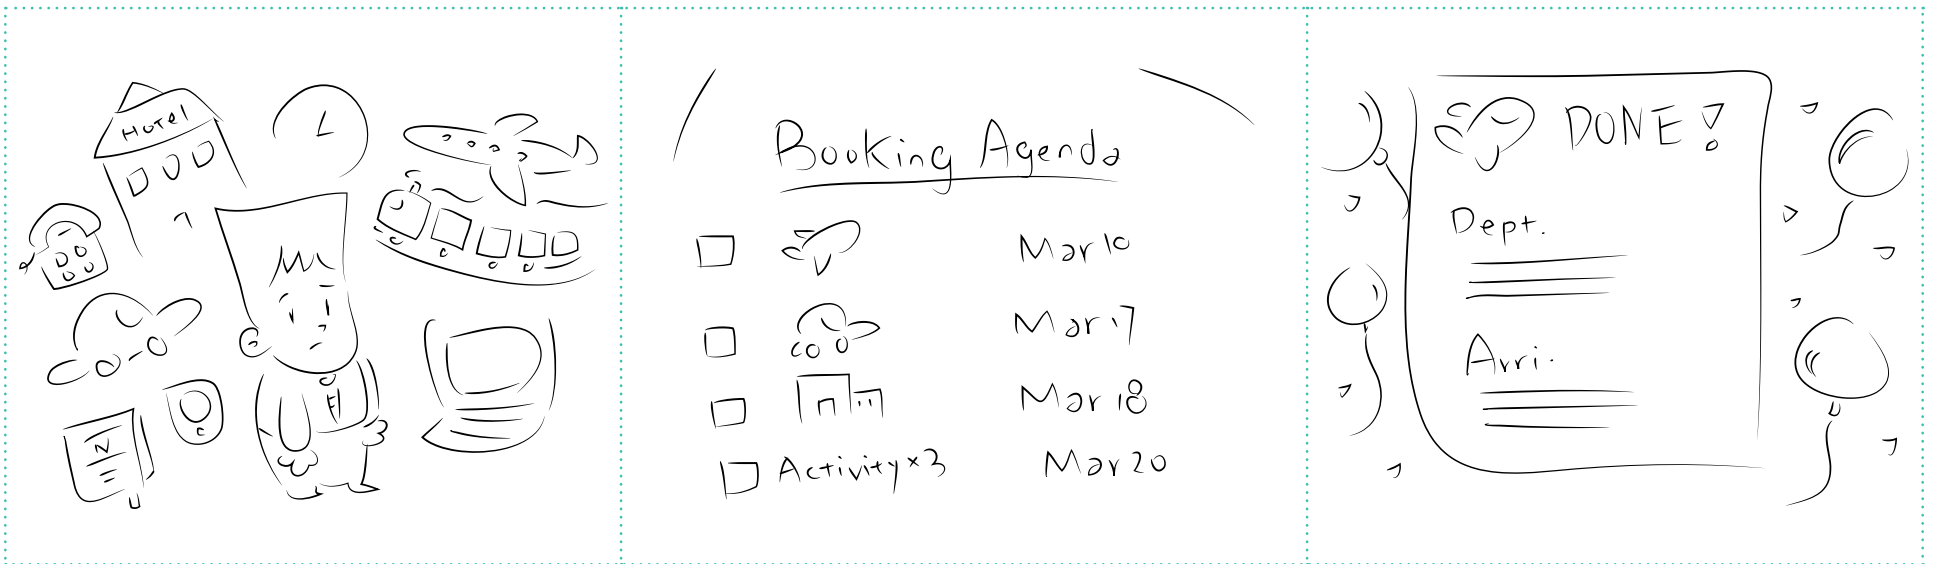 Hotel
N
Booking Agenda
Mar 10
Mar 17
Mar 18
Activity×3 Mar 20
DONE!
Dept.
Arri.